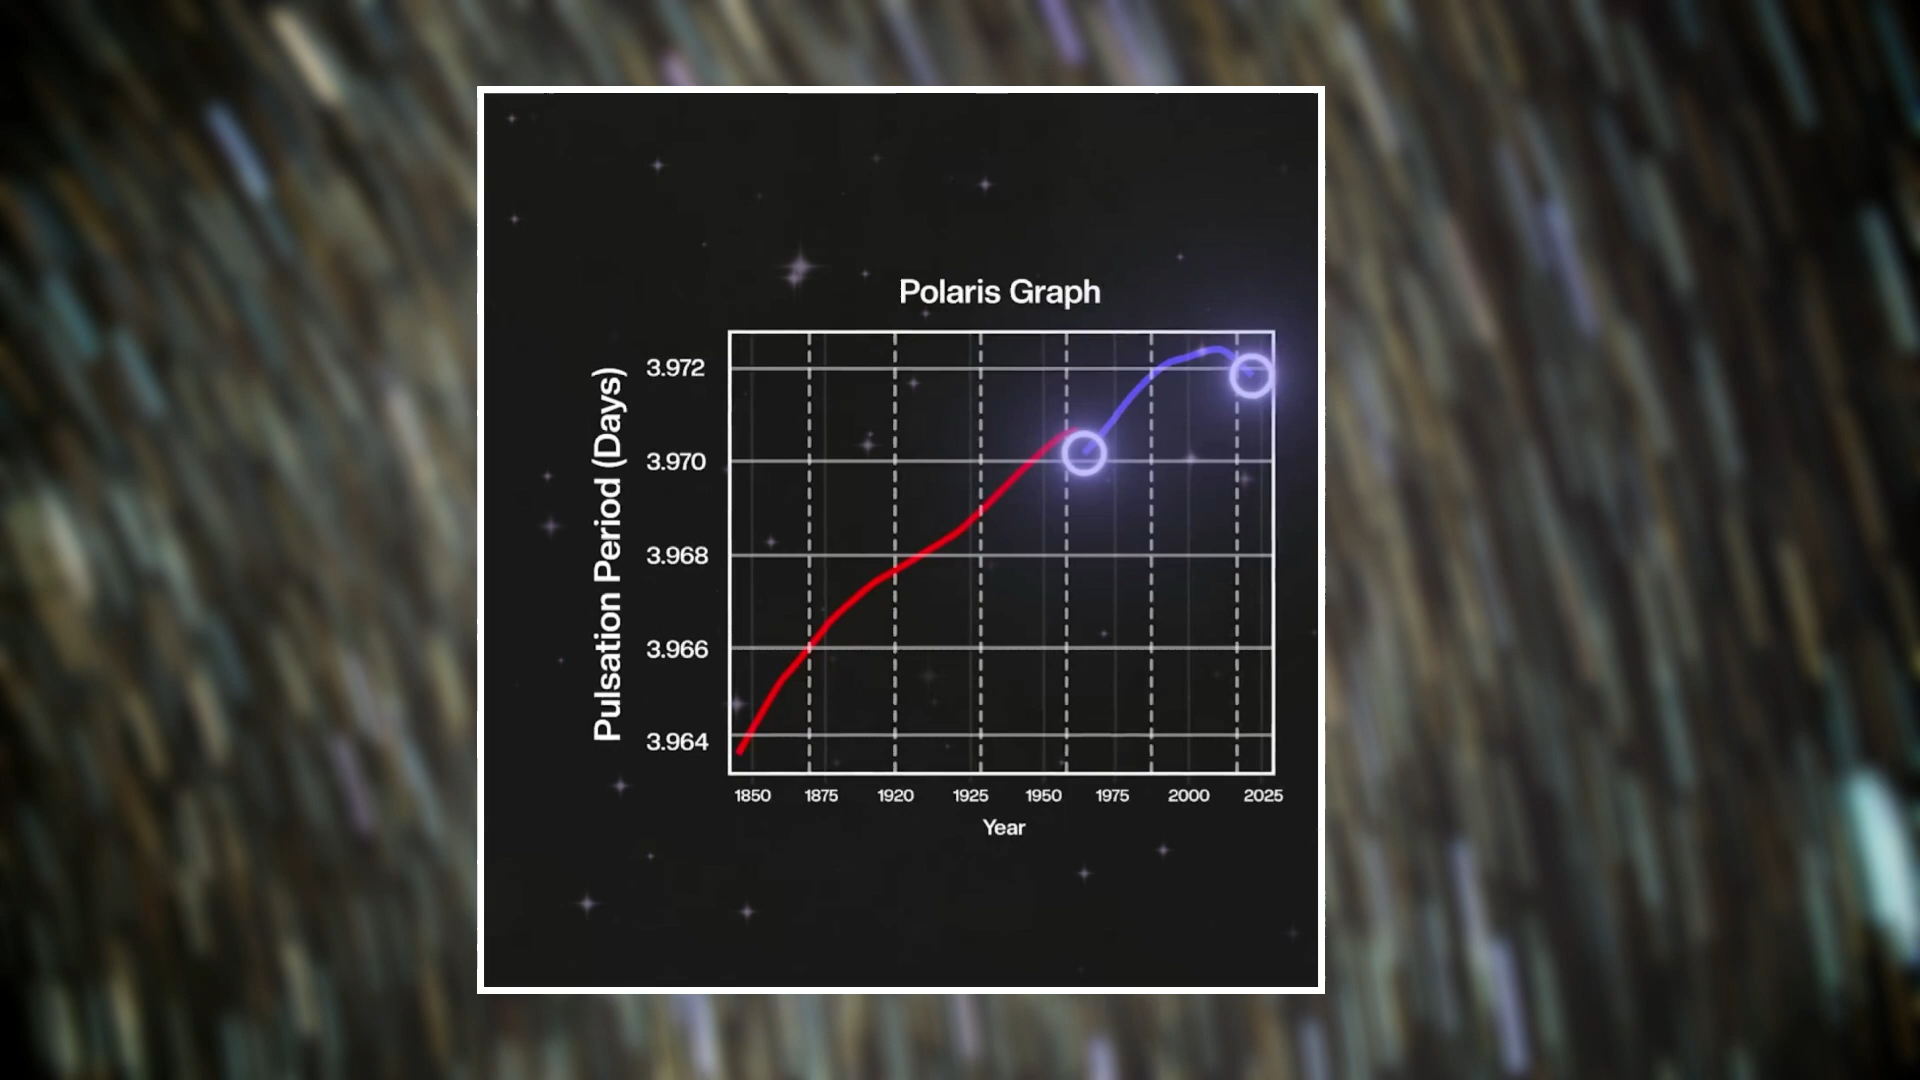 Polaris Graph
Pulsation Period (Days)
3.972
3.970
3.968
3.966
3.964
1850 1875 1920 1925 1950 1975 2000 2025
Year